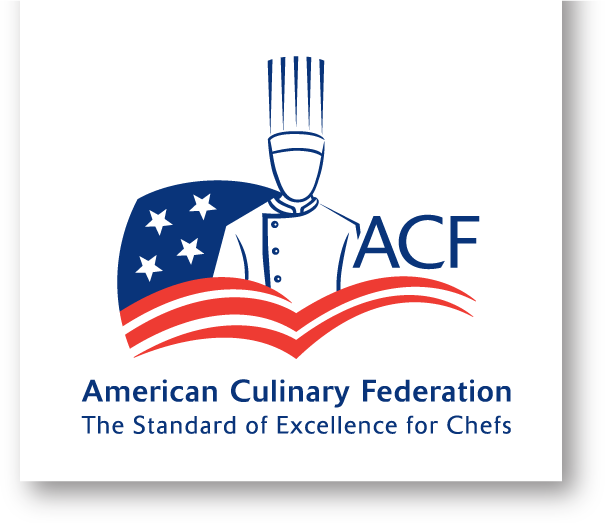 ACF
American Culinary Federation
The Standard of Excellence for Chefs